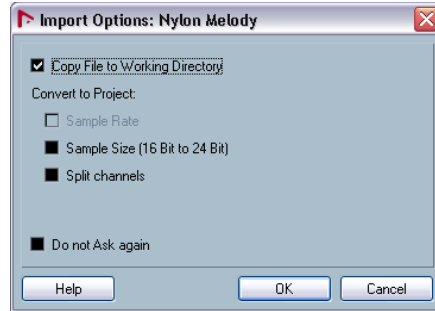 Import Options: Nylon Melody
Copy File to Working Directory
Convert to Project:
Sample Rate
Sample Size (16 Bit to 24 Bit)
Split channels
Do not Ask again
Help
OK
Cancel